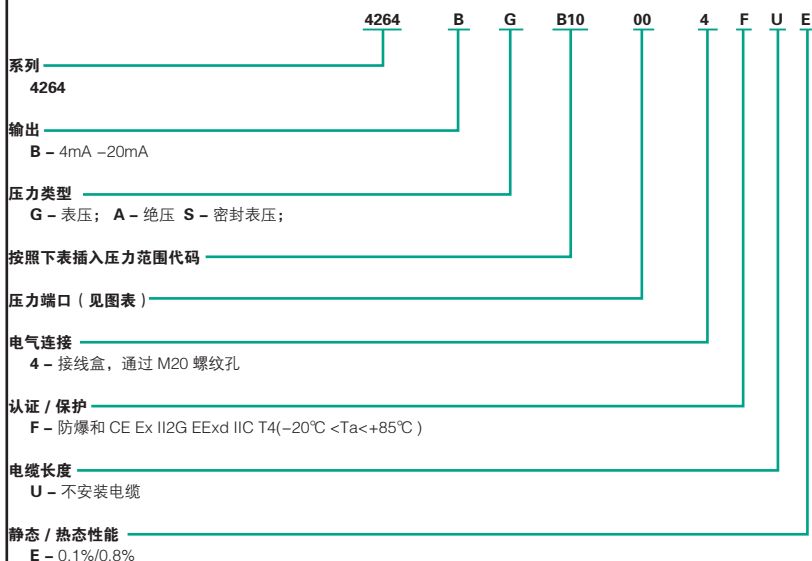 4264 B G B10 00 4 F U E
系列
4264
输出
B – 4mA –20mA
压力类型
G – 表压； A – 绝压 S – 密封表压；
按照下表插入压力范围代码
压力端口（见图表）
电气连接
4 – 接线盒，通过 M20 螺纹孔
认证 / 保护
F – 防爆和 CE Ex II2G EExd IIC T4(–20℃ <Ta<+85℃ )
电缆长度
U – 不安装电缆
静态 / 热态性能
E – 0.1%/0.8%